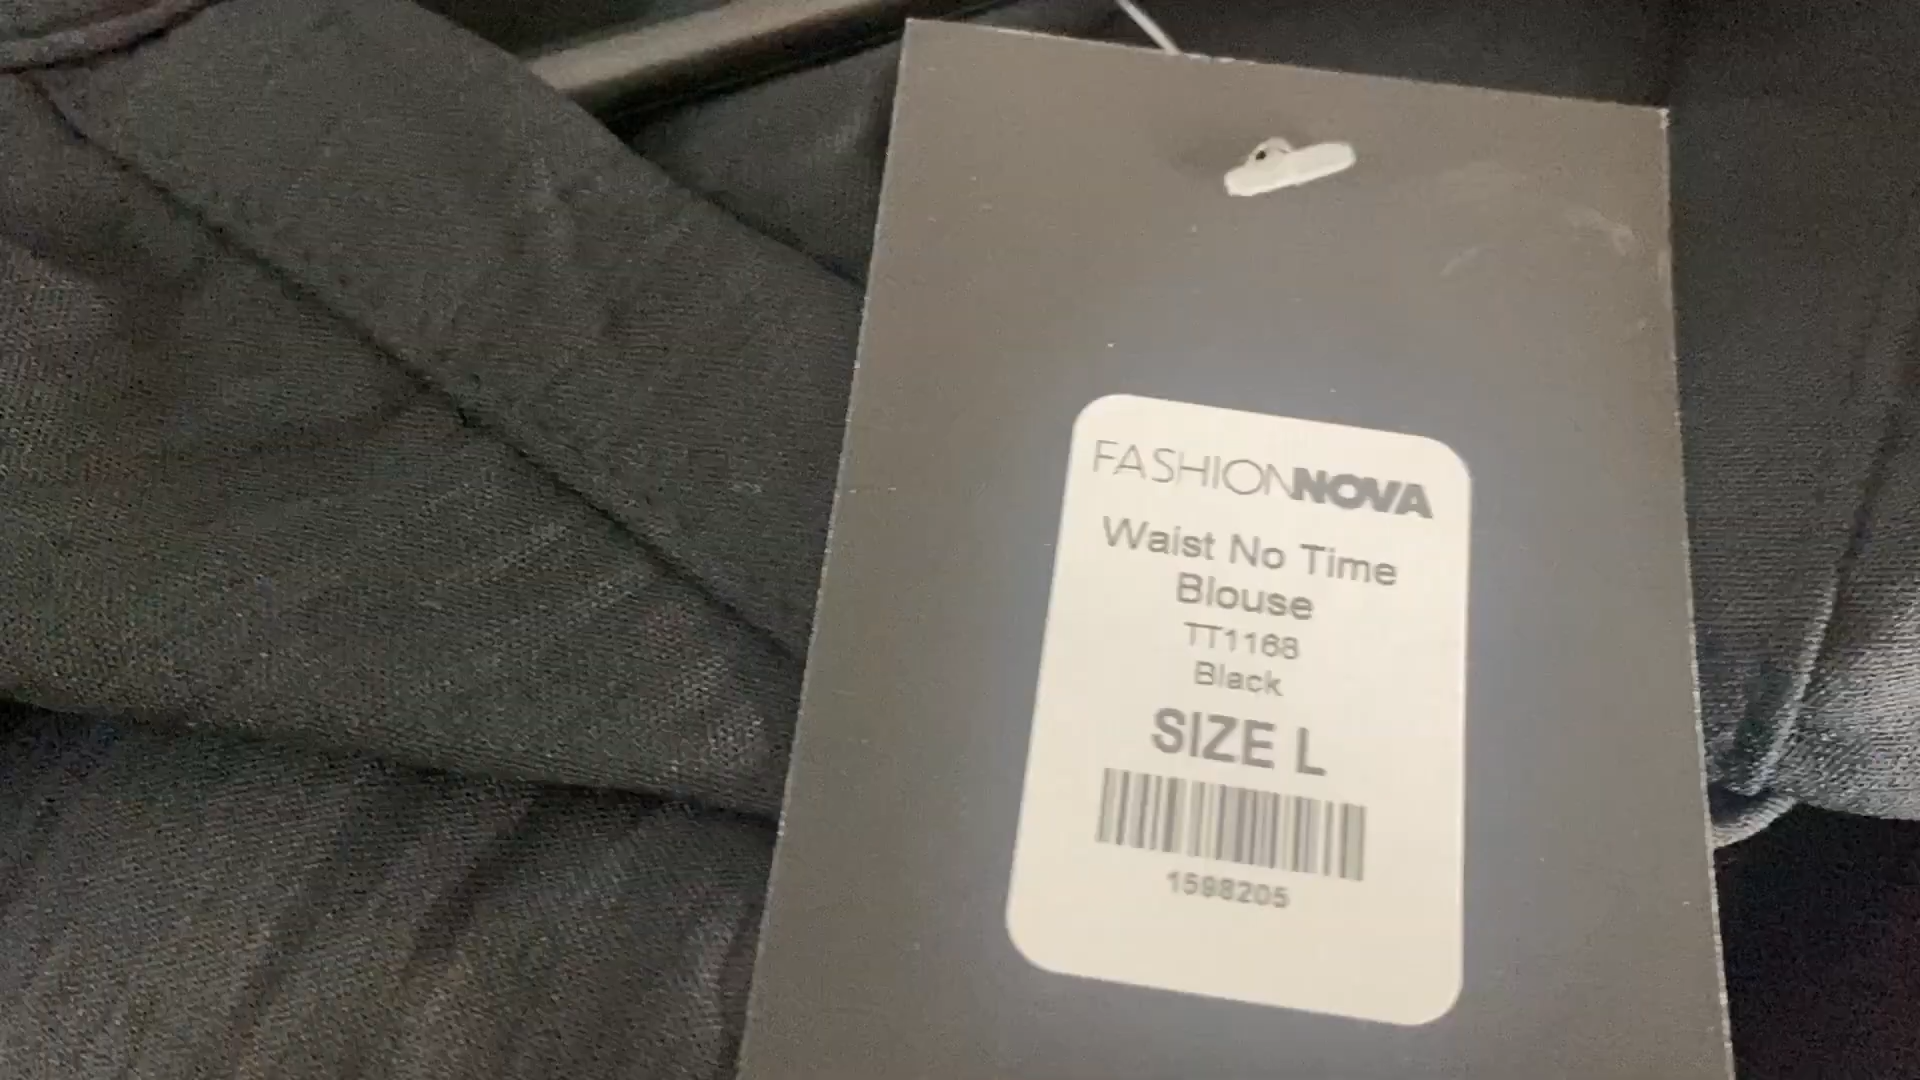 FASHIONNOVA
Waist No Time
Blouse
TT1168
Black
SIZE L
1598205